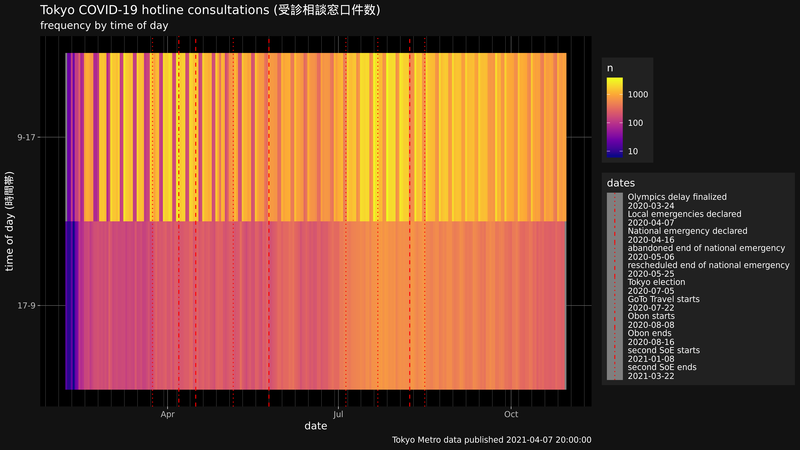 Tokyo COVID-19 hotline consultations (受診相談窓口件数)
frequency by time of day
time of day (時間帯)
9-17
17-9
Apr
Jul
Oct
date
n
1000
100
10
dates
Olympics delay finalized
2020-03-24
Local emergencies declared
2020-04-07
National emergency declared
2020-04-16
abandoned end of national emergency
2020-05-06
rescheduled end of national emergency
2020-05-25
Tokyo election
2020-07-05
GoTo Travel starts
2020-07-22
Obon starts
2020-08-08
Obon ends
2020-08-16
second SoE starts
2021-01-08
second SoE ends
2021-03-22
Tokyo Metro data published 2021-04-07 20:00:00